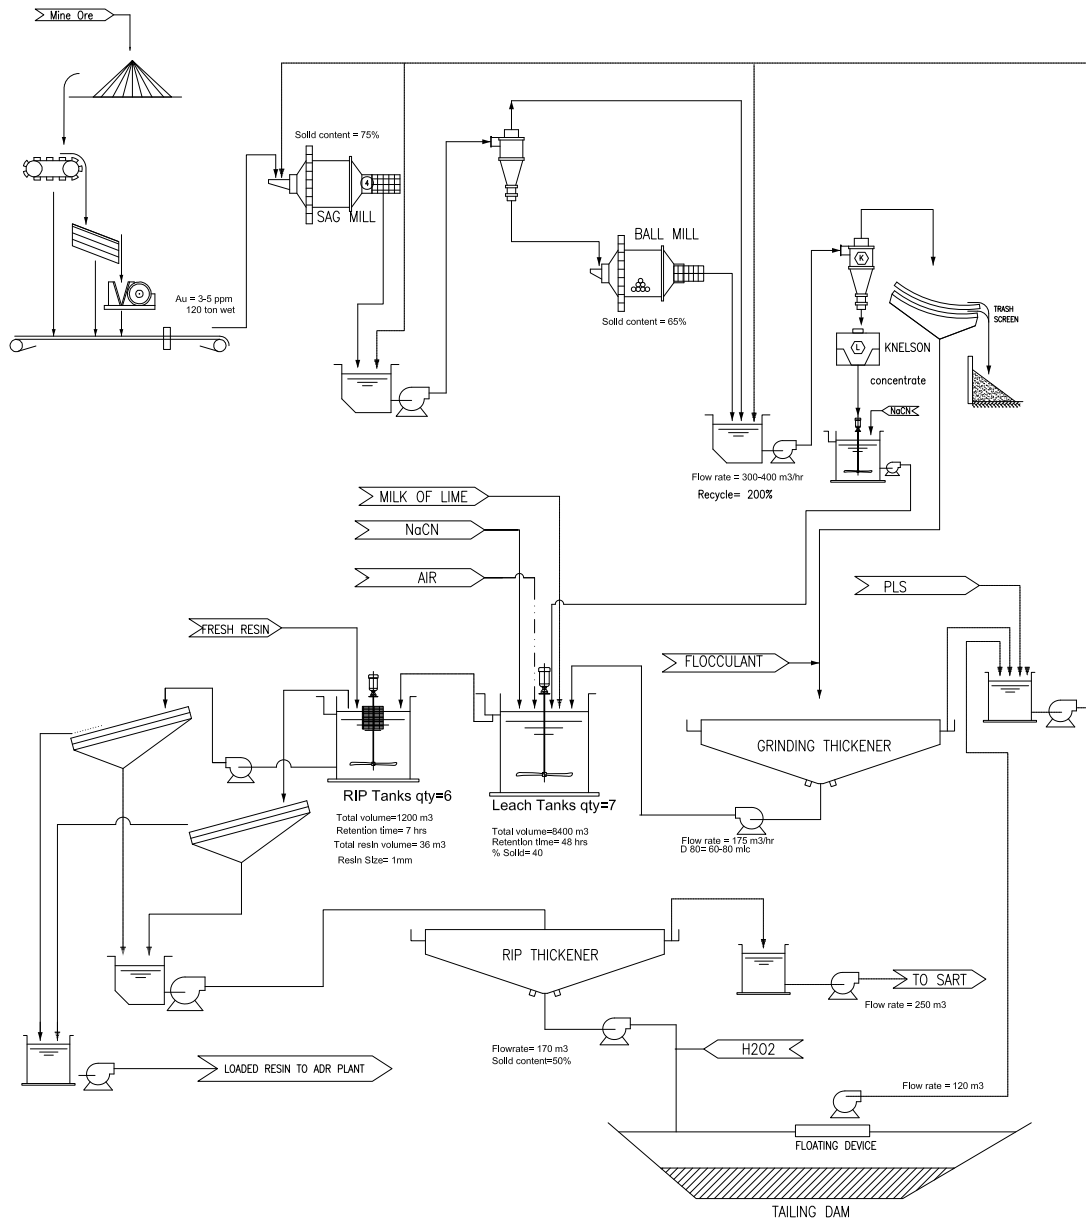 Mine Ore
Solid content = 75%
4
SAG MILL
BALL MILL
K
Au = 3-5 ppm
120 ton wet
Solid content = 65%
TRASH
SCREEN
L
KNELSON
concentrate
NaCN
Flow rate = 300-400 m3/hr
Recycle= 200%
MILK OF LIME
NaCN
AIR
PLS
FRESH RESIN
FLOCCULANT
GRINDING THICKENER
RIP Tanks qty=6
Total volume=1200 m3
Retention time= 7 hrs
Total resin volume= 36 m3
Resin Size= 1mm
Leach Tanks qty=7
Total volume=8400 m3
Retention time= 48 hrs
% Solid= 40
Flow rate = 175 m3/hr
D 80= 60-80 mic
RIP THICKENER
TO SART
Flow rate = 250 m3
Flowrate= 170 m3
Solid content=50%
H2O2
LOADED RESIN TO ADR PLANT
Flow rate = 120 m3
FLOATING DEVICE
TAILING DAM